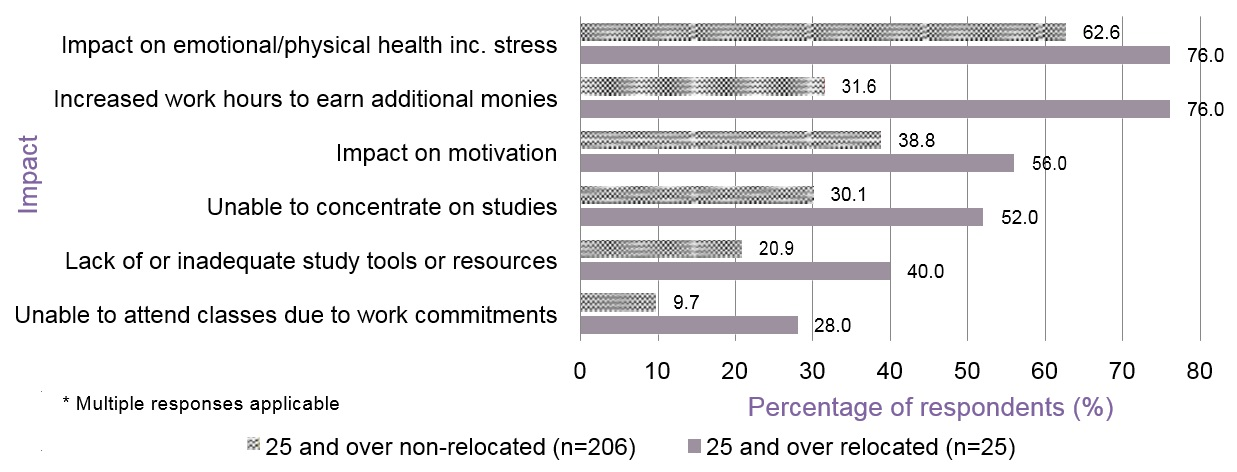 Impact
Impact on emotional/physical health inc. stress
62.6
76.0
Increased work hours to earn additional monies
31.6
76.0
Impact on motivation
38.8
56.0
Unable to concentrate on studies
30.1
52.0
Lack of or inadequate study tools or resources
20.9
40.0
Unable to attend classes due to work commitments
9.7
28.0
0 10 20 30 40 50 60 70 80
* Multiple responses applicable
Percentage of respondents (%)
25 and over non-relocated (n=206) 25 and over relocated (n=25)